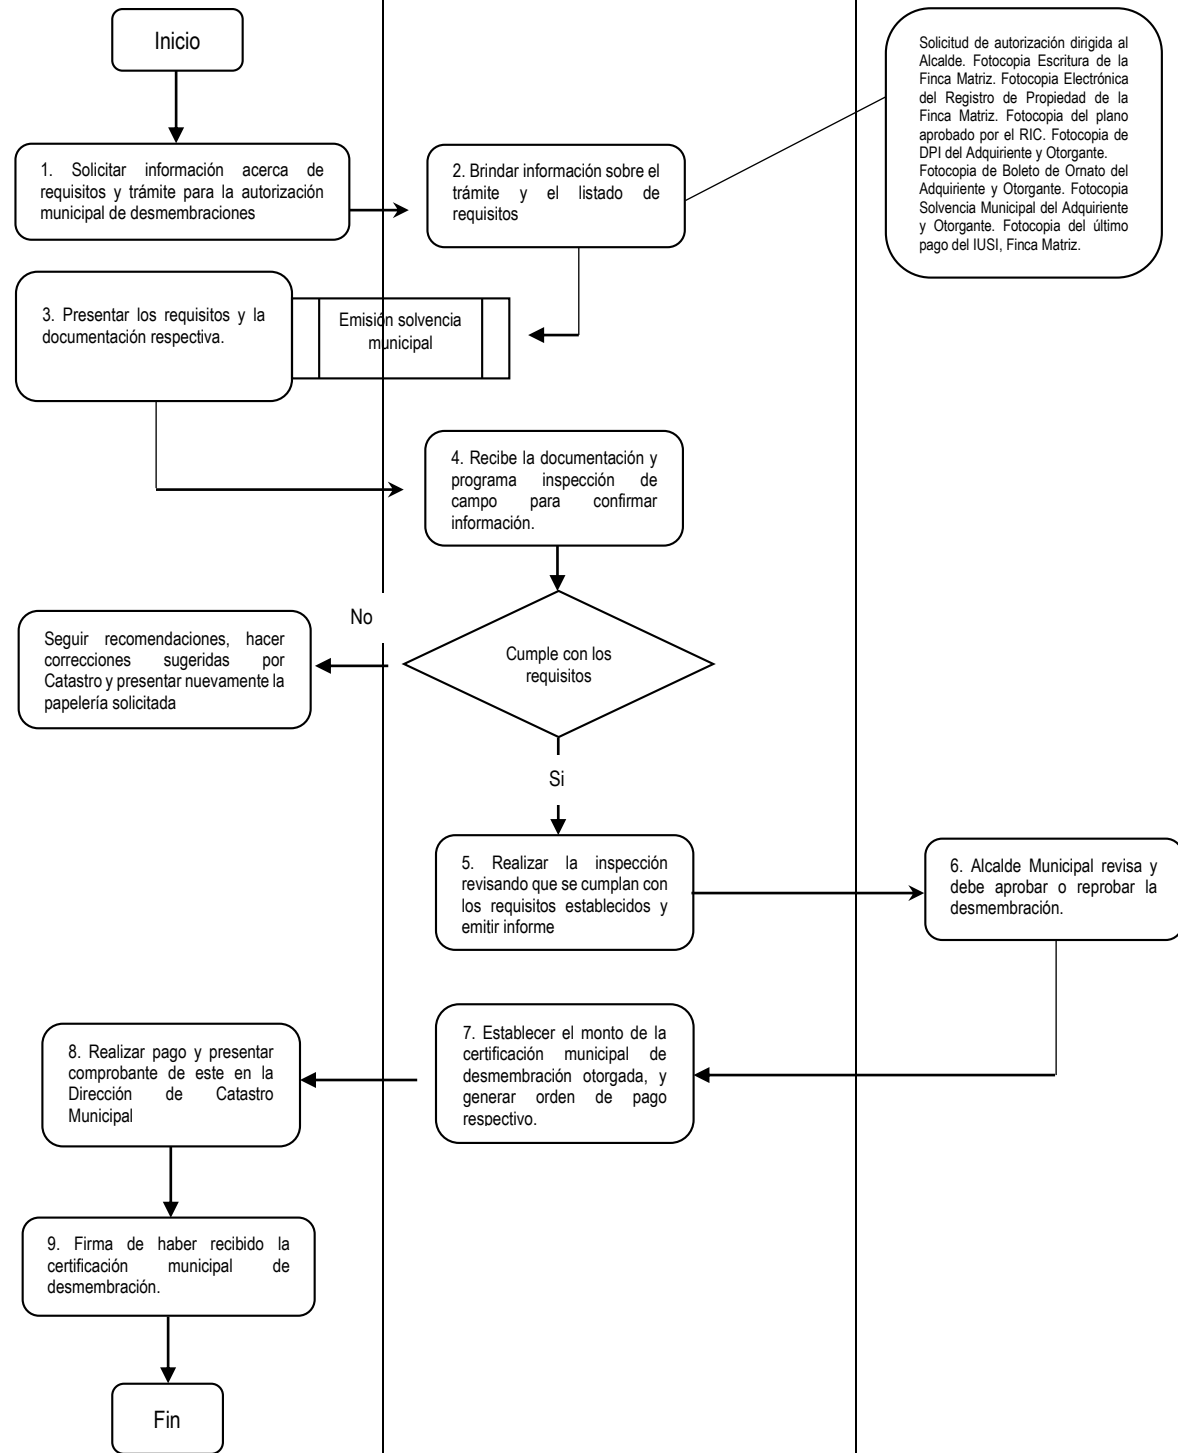 Inicio
Solicitud de autorización dirigida al
Alcalde. Fotocopia Escritura de la
Finca Matriz. Fotocopia Electrónica
del Registro de Propiedad de la
Finca Matriz. Fotocopia del plano
aprobado por el RIC. Fotocopia de
DPI del Adquiriente y Otorgante.
Fotocopia de Boleto de Ornato del
Adquiriente y Otorgante. Fotocopia
Solvencia Municipal del Adquiriente
y Otorgante. Fotocopia del último
pago del IUSI, Finca Matriz.
1. Solicitar información acerca de
requisitos y trámite para la autorización
municipal de desmembraciones
2. Brindar información sobre el
trámite y el listado de
requisitos
3. Presentar los requisitos y la
documentación respectiva.
Emisión solvencia
municipal
4. Recibe la documentación y
programa inspección de
campo para confirmar
información.
No
Cumple con los
requisitos
Seguir recomendaciones, hacer
correcciones sugeridas por
Catastro y presentar nuevamente la
papelería solicitada
Si
5. Realizar la inspección
revisando que se cumplan con
los requisitos establecidos y
emitir informe
6. Alcalde Municipal revisa y
debe aprobar o reprobar la
desmembración.
7. Establecer el monto de la
certificación municipal de
desmembración otorgada, y
generar orden de pago
respectivo.
8. Realizar pago y presentar
comprobante de este en la
Dirección de Catastro
Municipal
9. Firma de haber recibido la
certificación municipal de
desmembración.
Fin